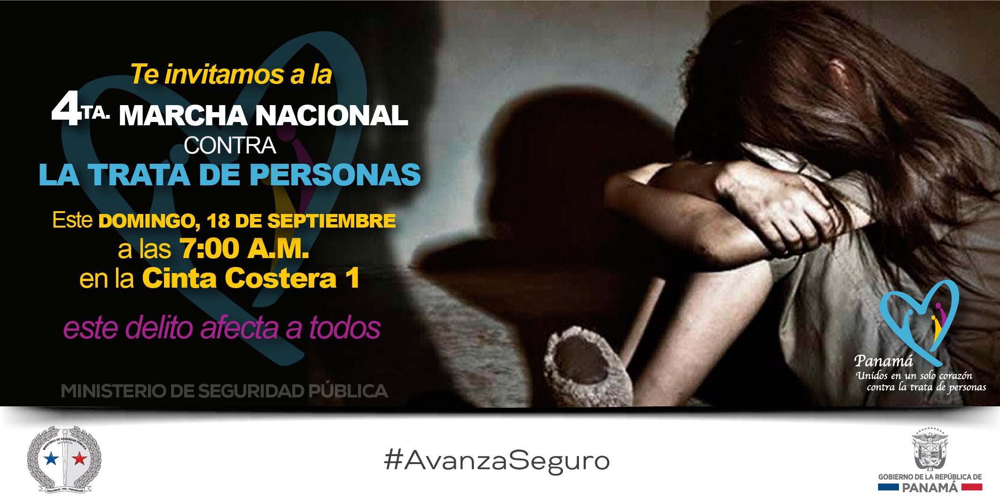 Te invitamos a la
4TA. MARCHA NACIONAL
CONTRA
LA TRATA DE PERSONAS
Este DOMINGO, 18 DE SEPTIEMBRE
a las 7:00 A.M.
en la Cinta Costera 1
este delito afecta a todos
MINISTERIO DE SEGURIDAD PÚBLICA
Panamá
Unidos en un solo corazón
contra la trata de personas
MINISTERIO DE SEGURIDAD PÚBLICA
SEGURIDAD - PAZ - PREVENCIÓN
#AvanzaSeguro
GOBIERNO DE LA REPÚBLICA DE
PANAMÁ